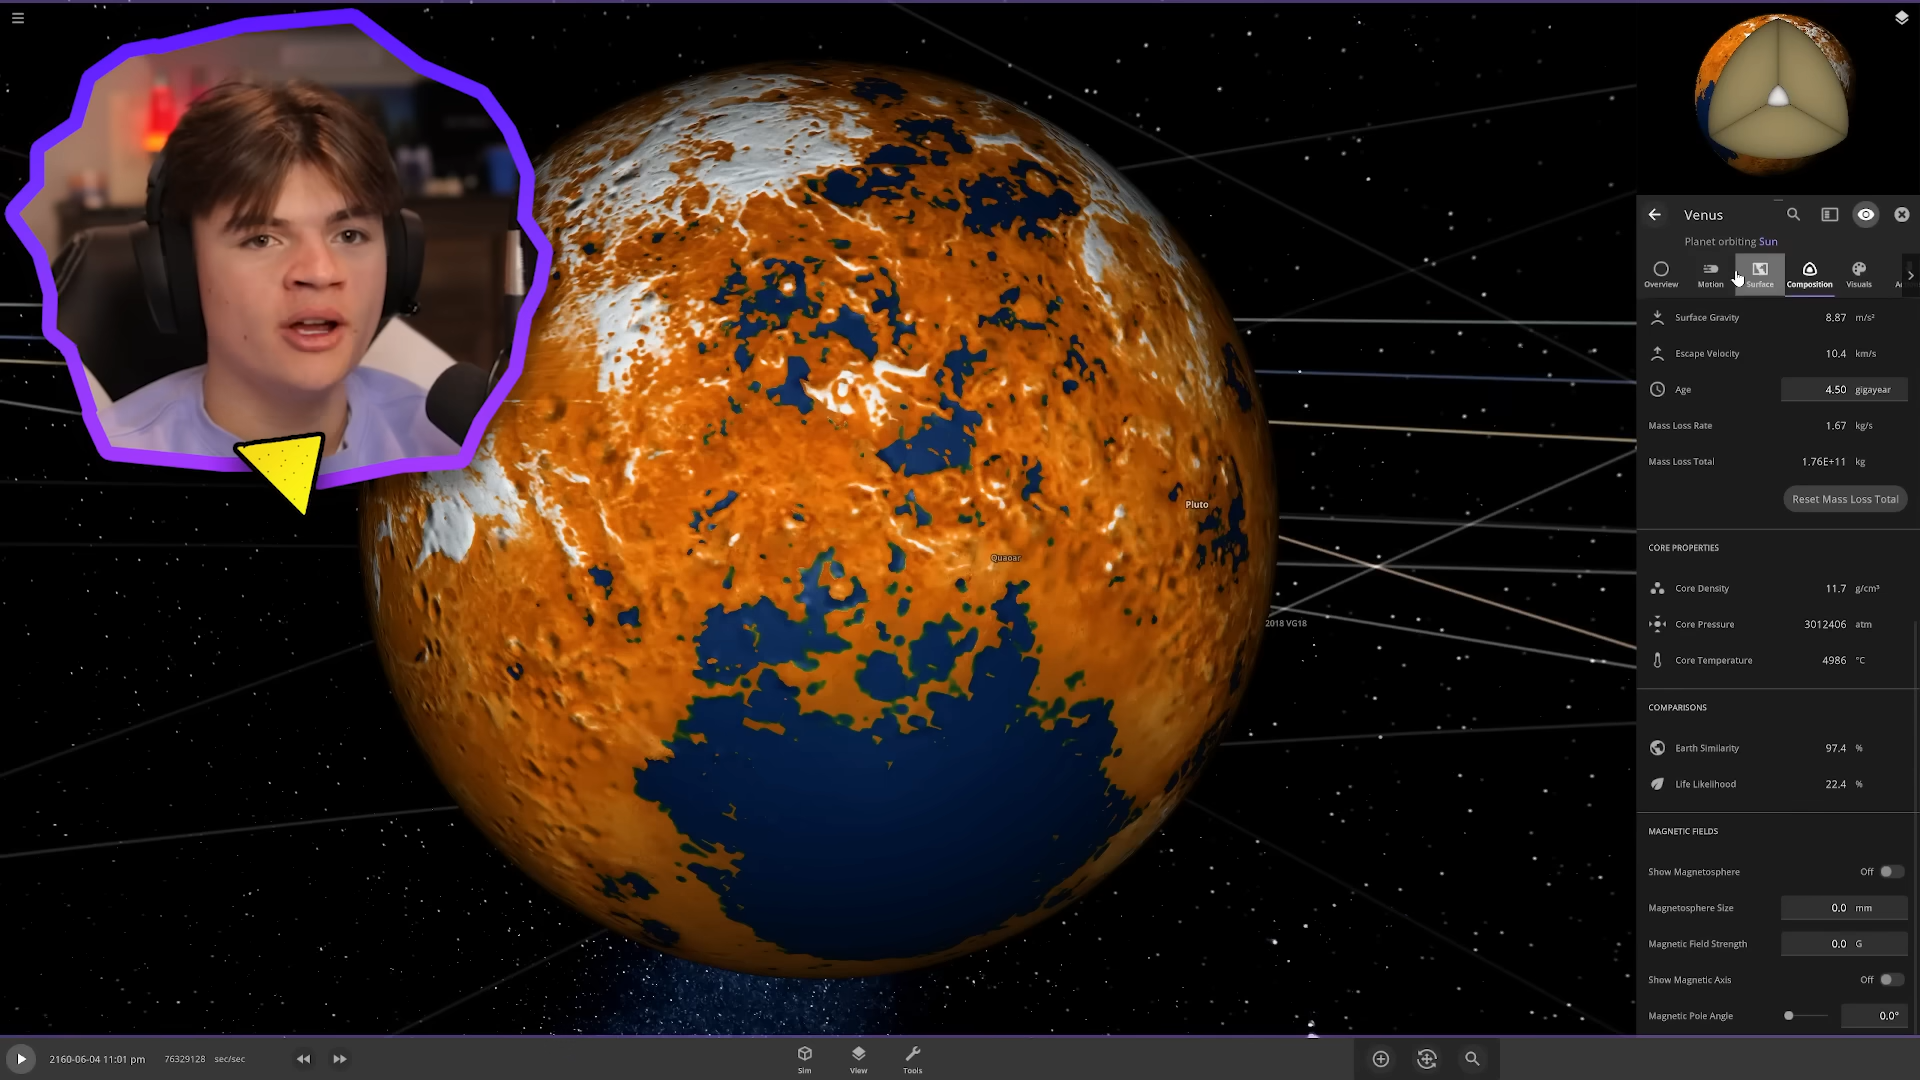 Venus
Planet orbiting Sun
Overview Motion Surface Composition Visuals
Surface Gravity 8.87 m/s²
Escape Velocity 10.4 km/s
Age 4.50 gigayear
Mass Loss Rate 1.67 kg/s
Mass Loss Total 1.76E+11 kg
Reset Mass Loss Total
CORE PROPERTIES
Core Density 11.7 g/cm³
Core Pressure 3012406 atm
Core Temperature 4986 °C
COMPARISONS
Earth Similarity 97.4 %
Life Likelihood 22.4 %
MAGNETIC FIELDS
Show Magnetosphere Off
Magnetosphere Size 0.0 mm
Magnetic Field Strength 0.0 G
Show Magnetic Axis Off
Magnetic Pole Angle 0.0°
Pluto
Quaoar
2018 VG18
2160-06-04 11:01 pm 76329128 sec/sec
Sim View Tools